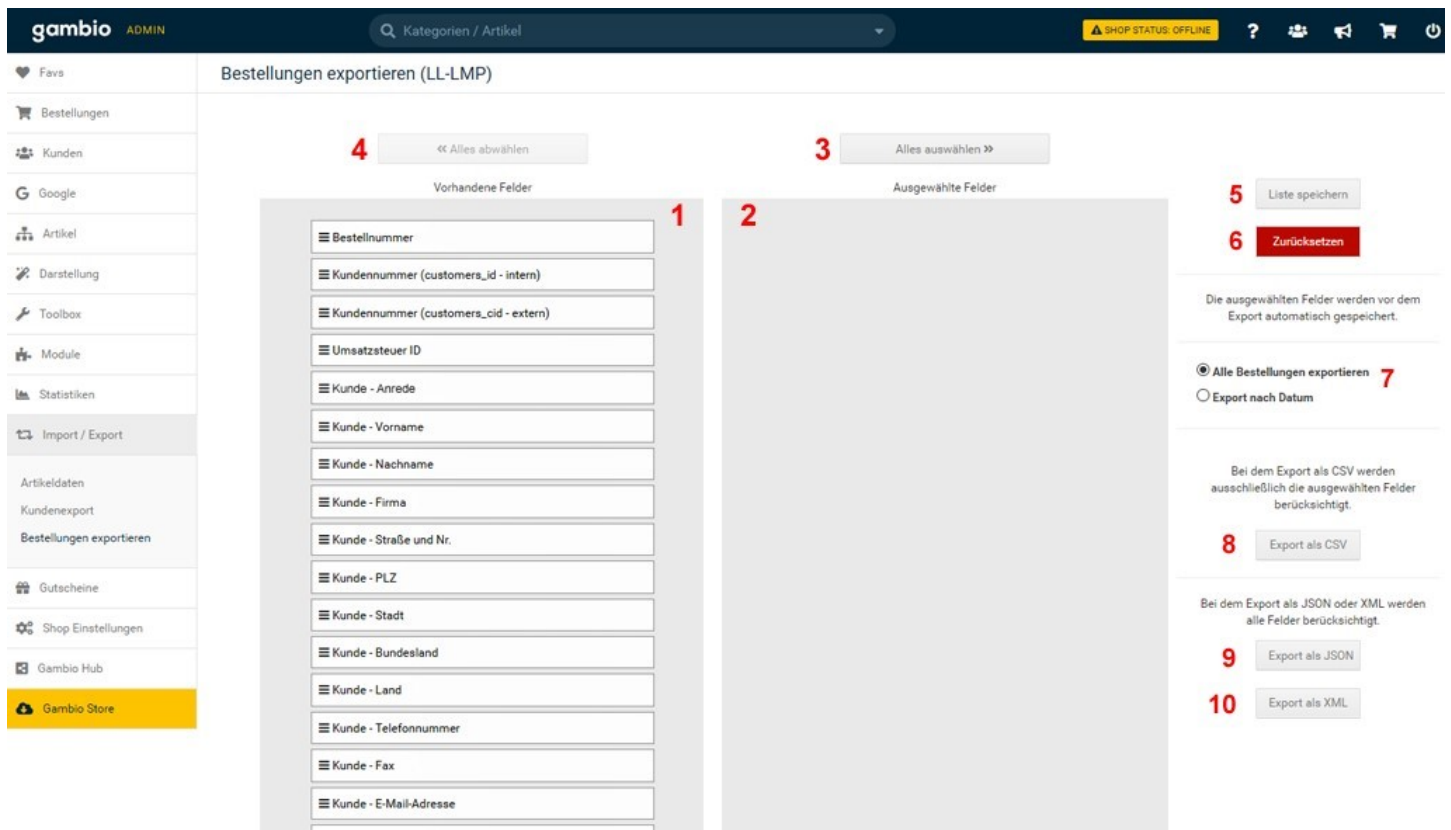 gambio ADMIN
Kategorien / Artikel
SHOP STATUS: OFFLINE
?
Favs
Bestellungen
Kunden
Google
Artikel
Darstellung
Toolbox
Module
Statistiken
Import / Export
Artikeldaten
Kundenexport
Bestellungen exportieren
Gutscheine
Shop Einstellungen
Gambio Hub
Gambio Store
Bestellungen exportieren (LL-LMP)
4
« Alles abwählen
3
Alles auswählen »
Vorhandene Felder
Ausgewählte Felder
1
2
Bestellnummer
Kundennummer (customers_id - intern)
Kundennummer (customers_cid - extern)
Umsatzsteuer ID
Kunde - Anrede
Kunde - Vorname
Kunde - Nachname
Kunde - Firma
Kunde - Straße und Nr.
Kunde - PLZ
Kunde - Stadt
Kunde - Bundesland
Kunde - Land
Kunde - Telefonnummer
Kunde - Fax
Kunde - E-Mail-Adresse
5
Liste speichern
6
Zurücksetzen
Die ausgewählten Felder werden vor dem
Export automatisch gespeichert.
Alle Bestellungen exportieren
7
Export nach Datum
Bei dem Export als CSV werden
ausschließlich die ausgewählten Felder
berücksichtigt.
8
Export als CSV
Bei dem Export als JSON oder XML werden
alle Felder berücksichtigt.
9
Export als JSON
10
Export als XML